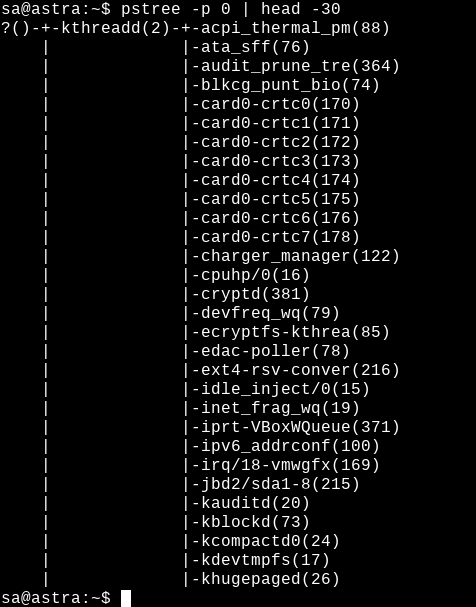 sa@astra:~$ pstree -p 0 | head -30
?()-+-kthreadd(2)-+-acpi_thermal_pm(88)
    |             |-ata_sff(76)
    |             |-audit_prune_tre(364)
    |             |-blkcg_punt_bio(74)
    |             |-card0-crtc0(170)
    |             |-card0-crtc1(171)
    |             |-card0-crtc2(172)
    |             |-card0-crtc3(173)
    |             |-card0-crtc4(174)
    |             |-card0-crtc5(175)
    |             |-card0-crtc6(176)
    |             |-card0-crtc7(178)
    |             |-charger_manager(122)
    |             |-cpuhp/0(16)
    |             |-cryptd(381)
    |             |-devfreq_wq(79)
    |             |-ecryptfs-kthrea(85)
    |             |-edac-poller(78)
    |             |-ext4-rsv-conver(216)
    |             |-idle_inject/0(15)
    |             |-inet_frag_wq(19)
    |             |-iprt-VBoxWQueue(371)
    |             |-ipv6_addrconf(100)
    |             |-irq/18-vmwgfx(169)
    |             |-jbd2/sda1-8(215)
    |             |-kauditd(20)
    |             |-kblockd(73)
    |             |-kcompactd0(24)
    |             |-kdevtmpfs(17)
    |             |-khugepaged(26)
sa@astra:~$